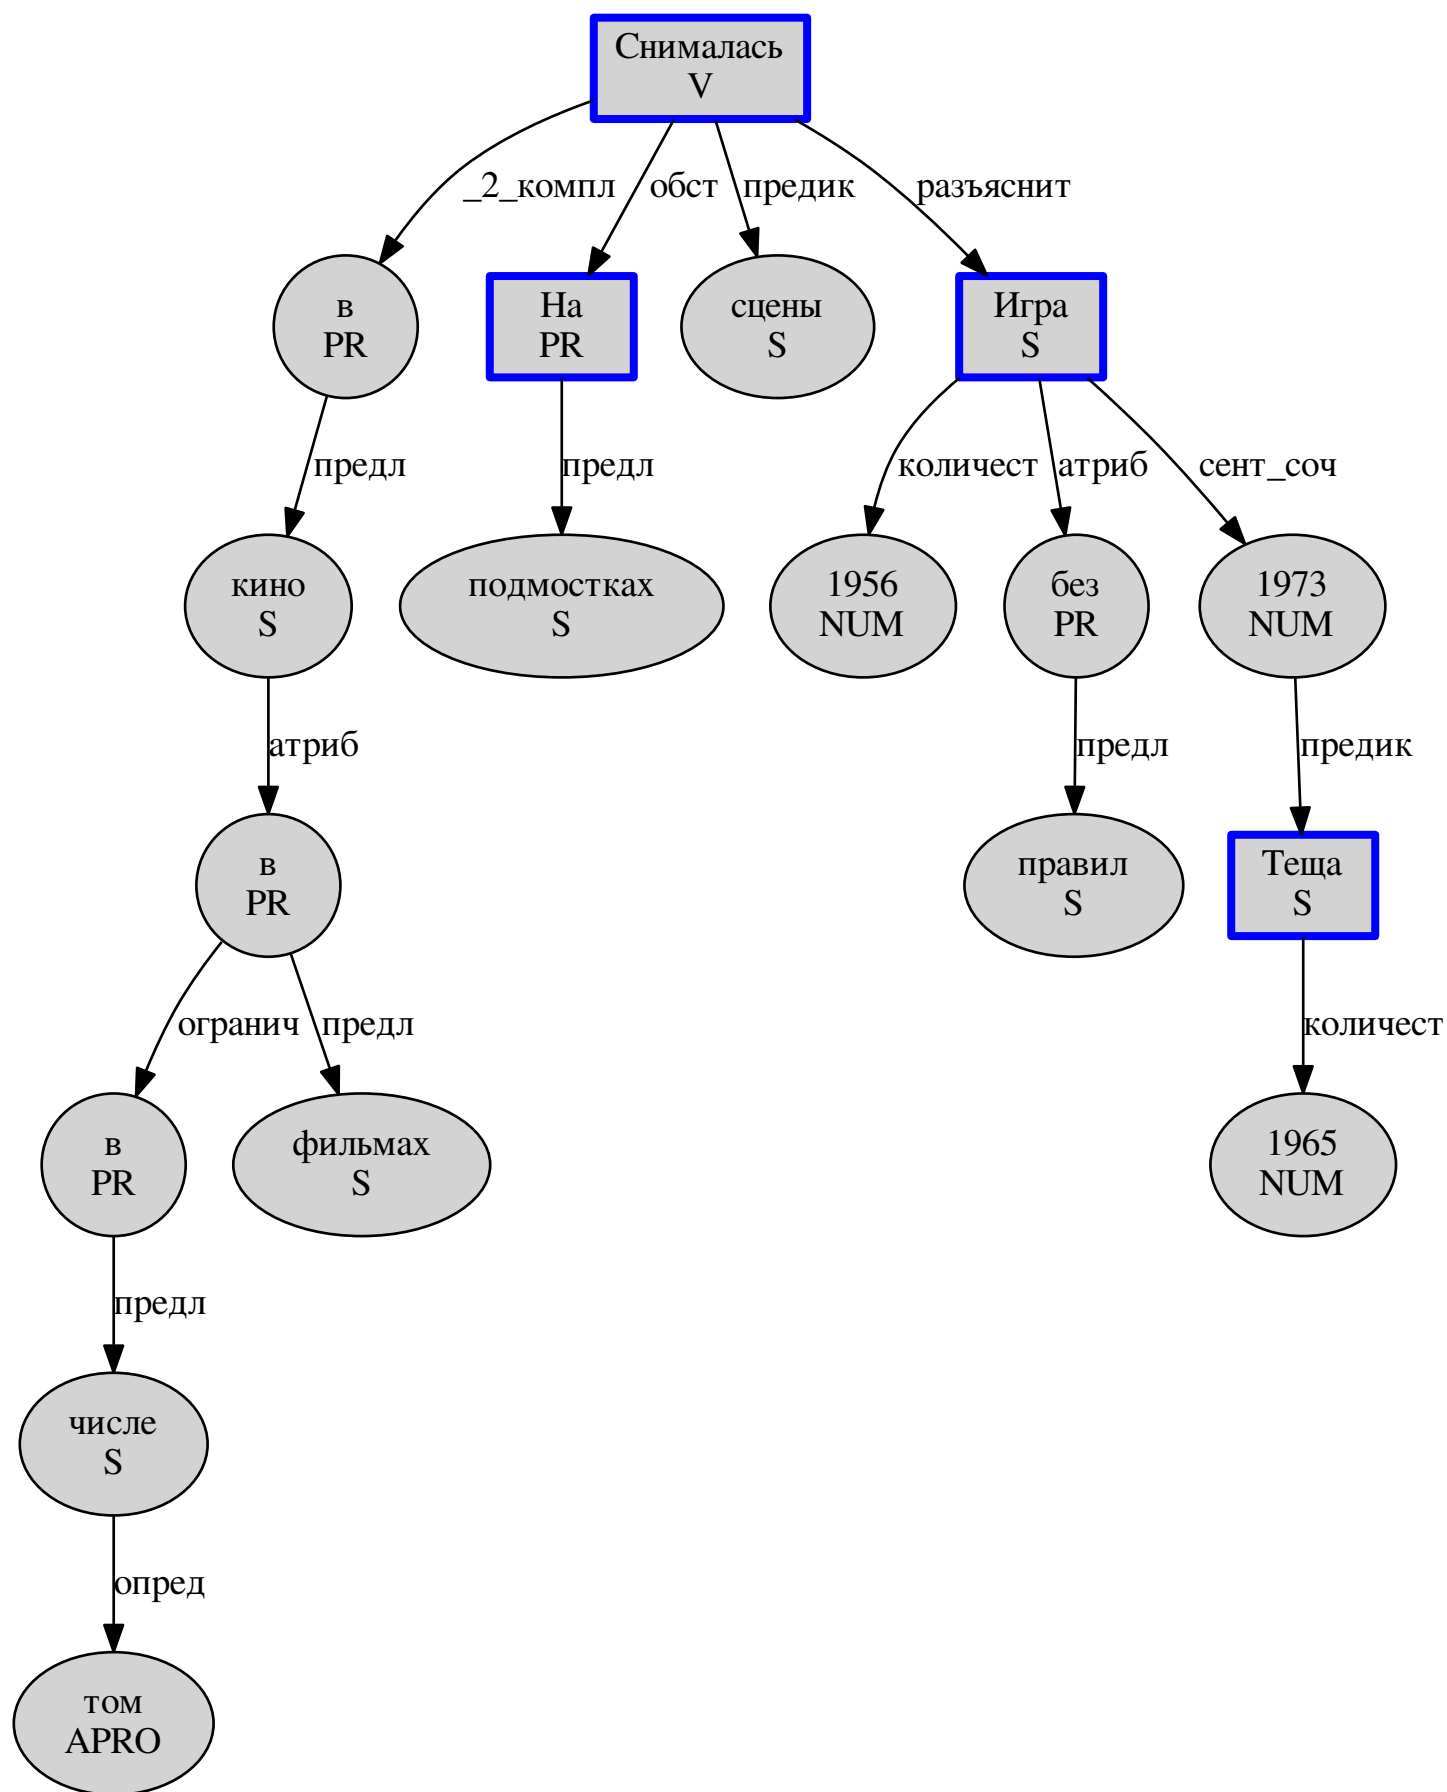 Снималась
V
_2_компл
обст
предик
разъяснит
в
PR
На
PR
сцены
S
Игра
S
предл
предл
количест
атриб
сент_соч
кино
S
подмостках
S
1956
NUM
без
PR
1973
NUM
атриб
предл
предик
в
PR
правил
S
Теща
S
огранич
предл
количест
в
PR
фильмах
S
1965
NUM
предл
числе
S
опред
том
APRO